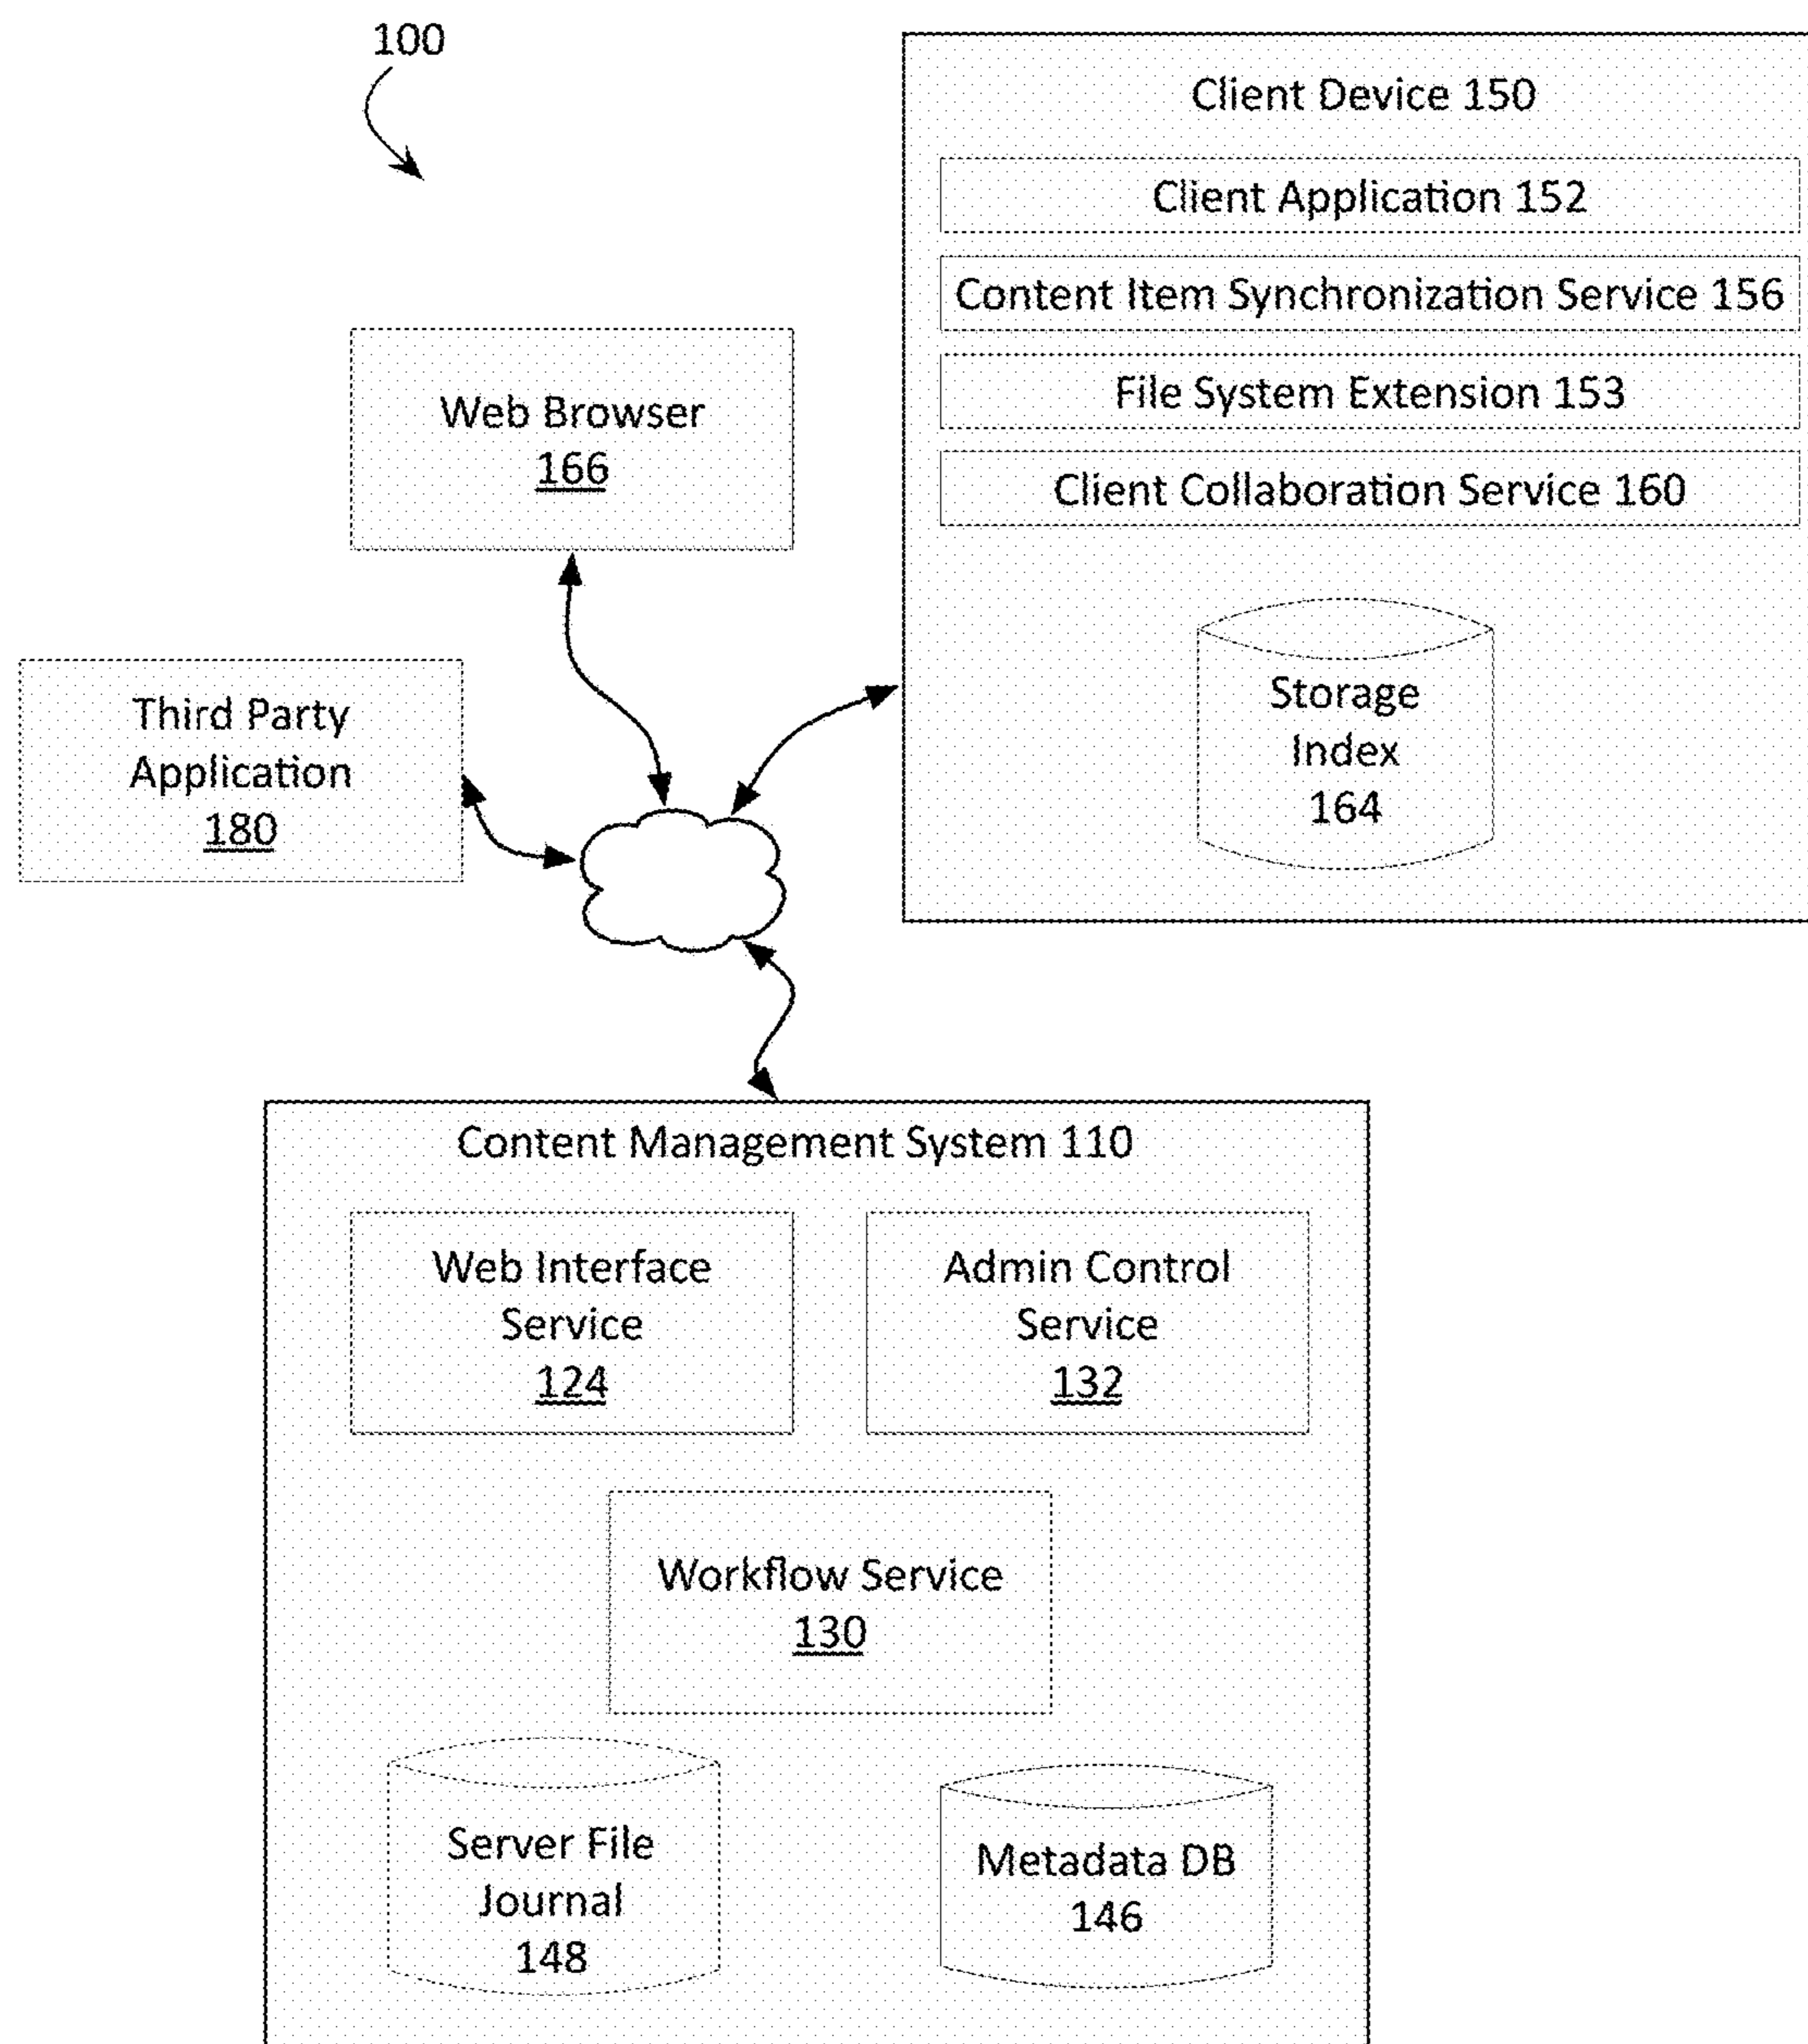 100
Client Device 150
Client Application 152
Content Item Synchronization Service 156
File System Extension 153
Client Collaboration Service 160
Storage
Index
164
Web Browser
166
Third Party
Application
180
Content Management System 110
Web Interface
Service
124
Admin Control
Service
132
Workflow Service
130
Server File
Journal
148
Metadata DB
146